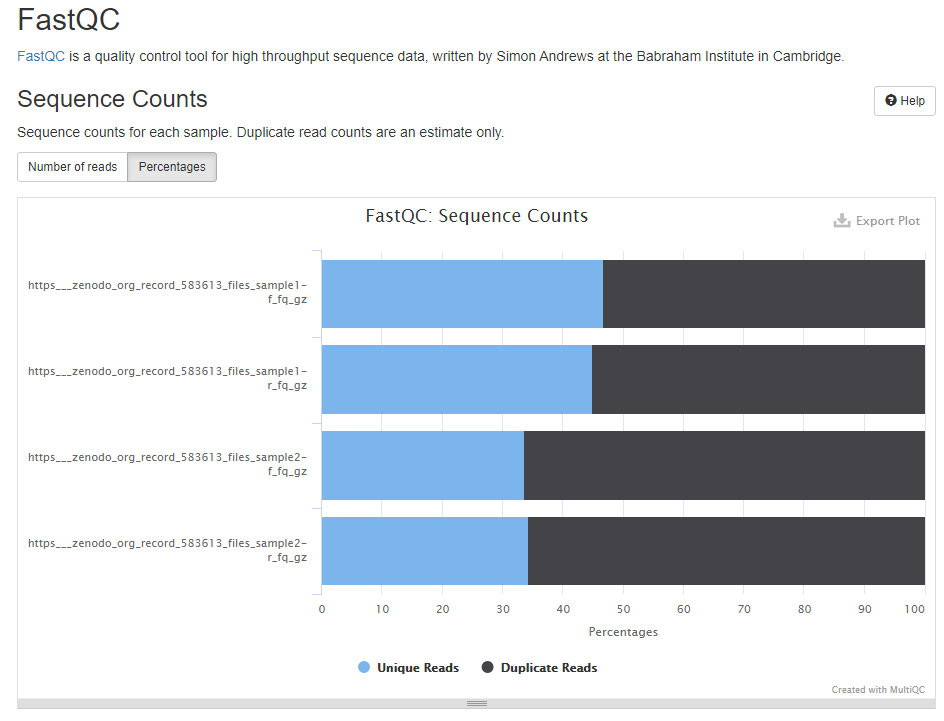 FastQC
FastQC is a quality control tool for high throughput sequence data, written by Simon Andrews at the Babraham Institute in Cambridge.
Sequence Counts
Help
Sequence counts for each sample. Duplicate read counts are an estimate only.
Number of reads
Percentages
FastQC: Sequence Counts
Export Plot
https___zenodo_org_record_583613_files_sample1-
f_fq_gz
https___zenodo_org_record_583613_files_sample1-
r_fq_gz
https___zenodo_org_record_583613_files_sample2-
f_fq_gz
https___zenodo_org_record_583613_files_sample2-
r_fq_gz
0 10 20 30 40 50 60 70 80 90 100
Percentages
Unique Reads
Duplicate Reads
Created with MultiQC